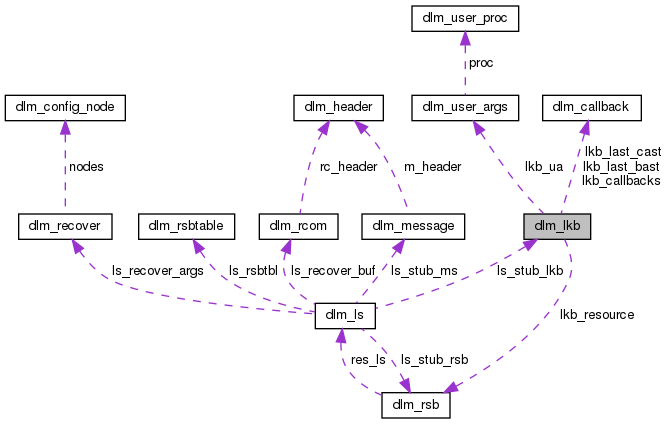 dlm_user_proc
proc
dlm_config_node
dlm_header
dlm_user_args
dlm_callback
nodes
rc_header
m_header
lkb_ua
lkb_last_cast
lkb_last_bast
lkb_callbacks
dlm_recover
dlm_rsbtable
dlm_rcom
dlm_message
dlm_lkb
ls_recover_args
ls_rsbtbl
ls_recover_buf
ls_stub_ms
ls_stub_lkb
dlm_ls
lkb_resource
res_ls
ls_stub_rsb
dlm_rsb